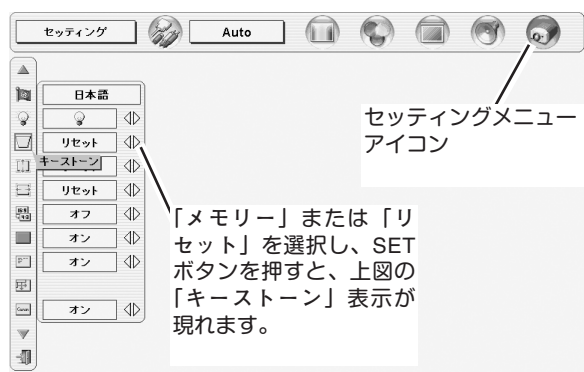 セッティング
Auto
日本語
セッティングメニュー
アイコン
リセット
キーストーン
リセット
オフ
オン
オン
オン
「メモリー」または「リ
セット」を選択し、SET
ボタンを押すと、上図の
「キーストーン」表示が
現れます。